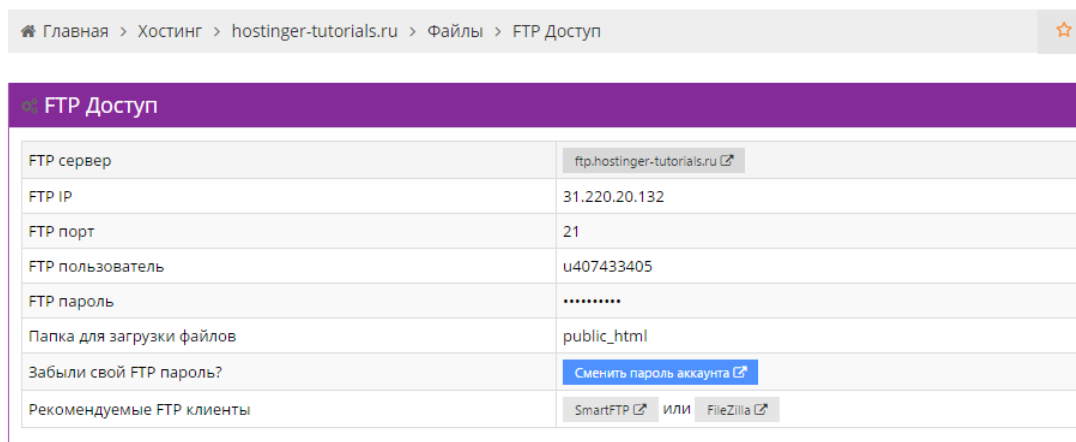 Главная > Хостинг > hostinger-tutorials.ru > Файлы > FTP Доступ
FTP Доступ
FTP сервер ftp.hostinger-tutorials.ru
FTP IP 31.220.20.132
FTP порт 21
FTP пользователь u407433405
FTP пароль ••••••••••
Папка для загрузки файлов public_html
Забыли свой FTP пароль? Сменить пароль аккаунта
Рекомендуемые FTP клиенты SmartFTP или FileZilla